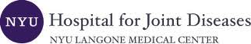 NYU Hospital for Joint Diseases
NYU LANGONE MEDICAL CENTER